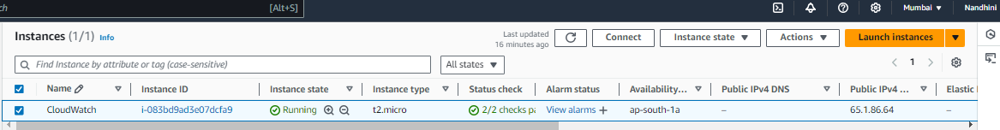 ch [Alt+S] Mumbai Nandhini
Instances (1/1) Info Last updated 16 minutes ago Connect Instance state Actions Launch instances
Find Instance by attribute or tag (case-sensitive) All states 1
Name Instance ID Instance state Instance type Status check Alarm status Availability... Public IPv4 DNS Public IPv4 ... Elastic
CloudWatch i-083bd9ad3e07dcfa9 Running t2.micro 2/2 checks pa View alarms + ap-south-1a – 65.1.86.64 –